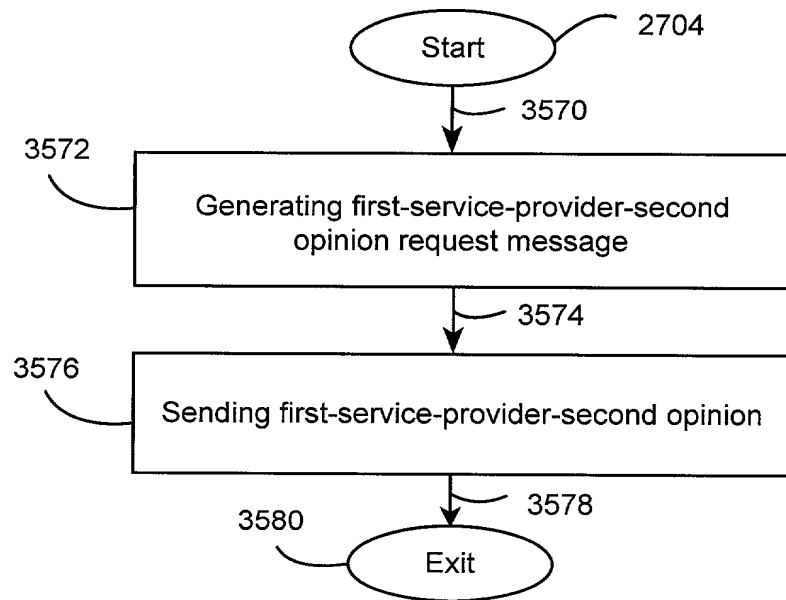 Start
2704
3570
3572
Generating first-service-provider-second
opinion request message
3574
3576
Sending first-service-provider-second opinion
3578
3580
Exit